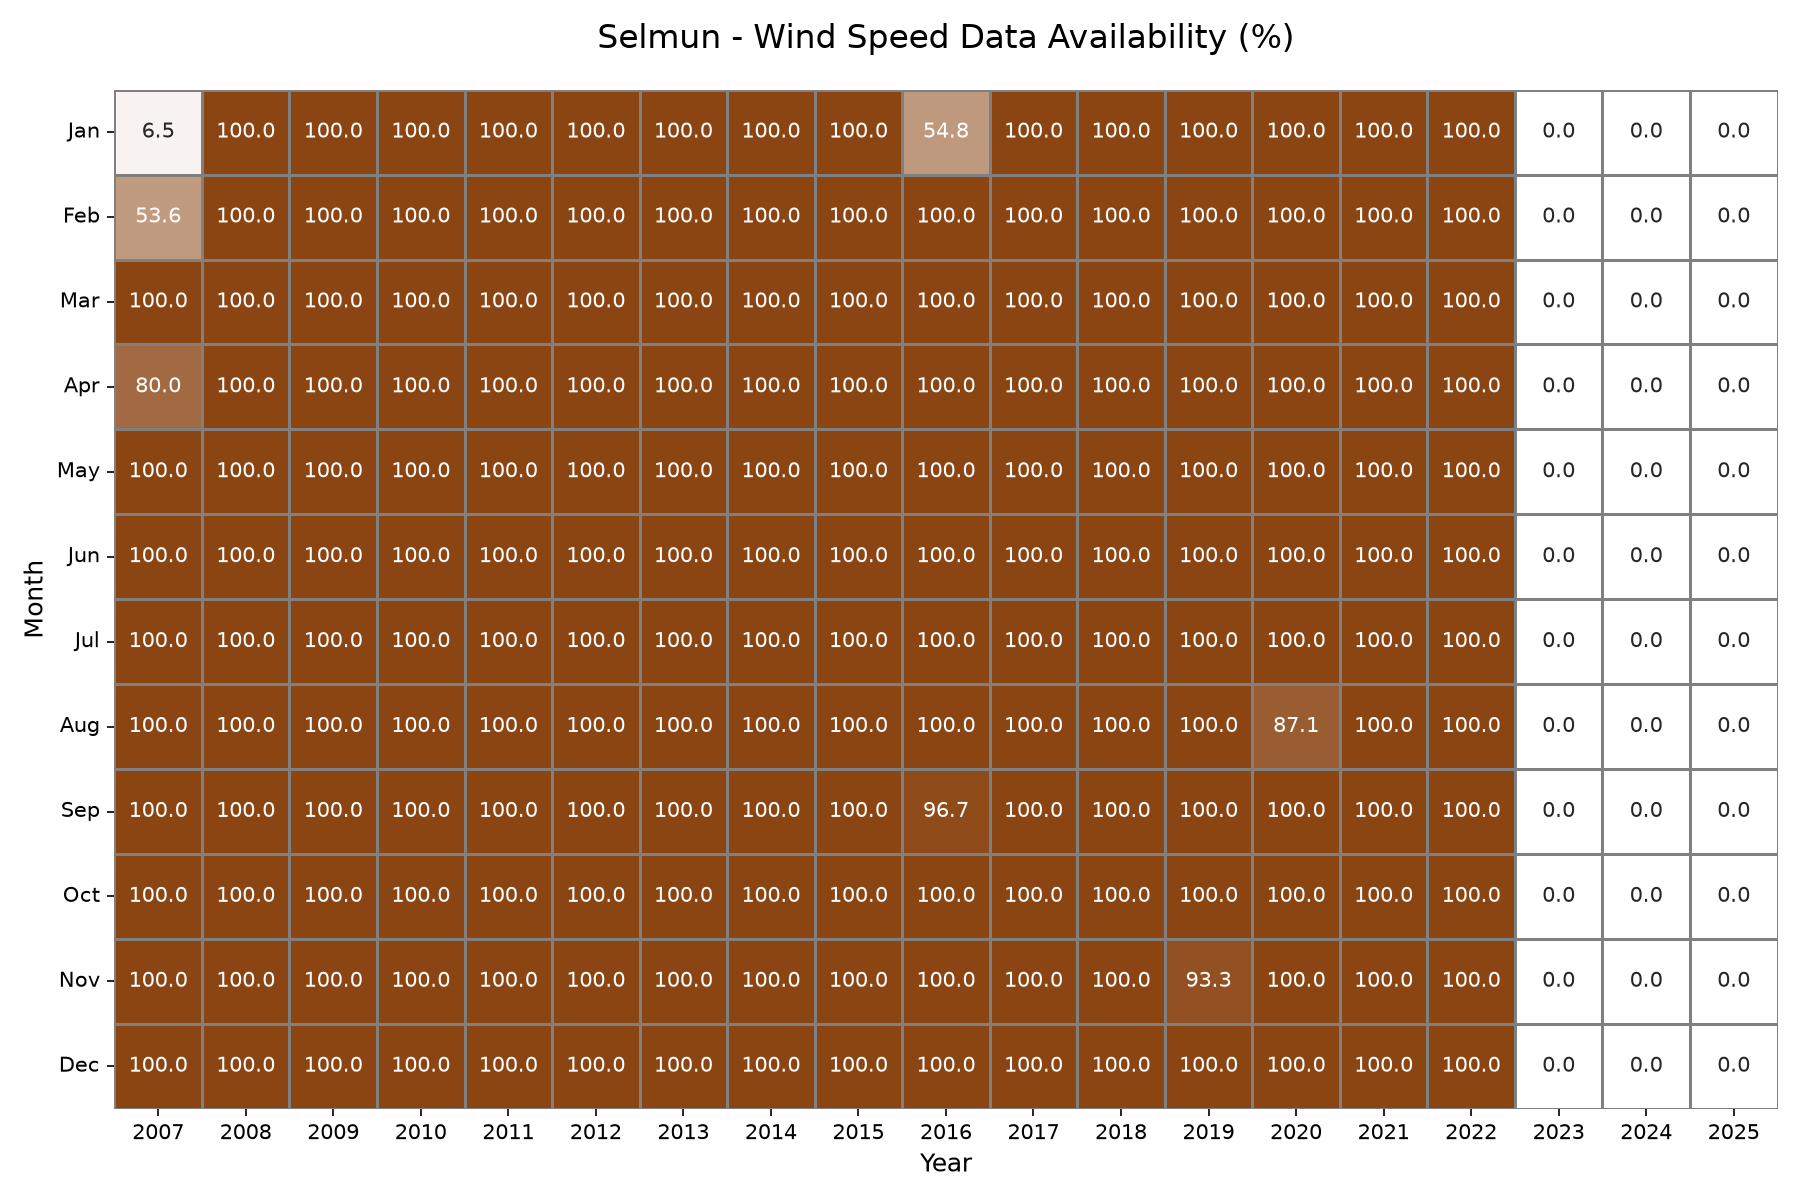 Selmun - Wind Speed Data Availability (%)
Jan 6.5 100.0 100.0 100.0 100.0 100.0 100.0 100.0 100.0 54.8 100.0 100.0 100.0 100.0 100.0 100.0 0.0 0.0 0.0
Feb 53.6 100.0 100.0 100.0 100.0 100.0 100.0 100.0 100.0 100.0 100.0 100.0 100.0 100.0 100.0 100.0 0.0 0.0 0.0
Mar 100.0 100.0 100.0 100.0 100.0 100.0 100.0 100.0 100.0 100.0 100.0 100.0 100.0 100.0 100.0 100.0 0.0 0.0 0.0
Apr 80.0 100.0 100.0 100.0 100.0 100.0 100.0 100.0 100.0 100.0 100.0 100.0 100.0 100.0 100.0 100.0 0.0 0.0 0.0
May 100.0 100.0 100.0 100.0 100.0 100.0 100.0 100.0 100.0 100.0 100.0 100.0 100.0 100.0 100.0 100.0 0.0 0.0 0.0
Jun 100.0 100.0 100.0 100.0 100.0 100.0 100.0 100.0 100.0 100.0 100.0 100.0 100.0 100.0 100.0 100.0 0.0 0.0 0.0
Jul 100.0 100.0 100.0 100.0 100.0 100.0 100.0 100.0 100.0 100.0 100.0 100.0 100.0 100.0 100.0 100.0 0.0 0.0 0.0
Aug 100.0 100.0 100.0 100.0 100.0 100.0 100.0 100.0 100.0 100.0 100.0 100.0 100.0 87.1 100.0 100.0 0.0 0.0 0.0
Sep 100.0 100.0 100.0 100.0 100.0 100.0 100.0 100.0 100.0 96.7 100.0 100.0 100.0 100.0 100.0 100.0 0.0 0.0 0.0
Oct 100.0 100.0 100.0 100.0 100.0 100.0 100.0 100.0 100.0 100.0 100.0 100.0 100.0 100.0 100.0 100.0 0.0 0.0 0.0
Nov 100.0 100.0 100.0 100.0 100.0 100.0 100.0 100.0 100.0 100.0 100.0 100.0 93.3 100.0 100.0 100.0 0.0 0.0 0.0
Dec 100.0 100.0 100.0 100.0 100.0 100.0 100.0 100.0 100.0 100.0 100.0 100.0 100.0 100.0 100.0 100.0 0.0 0.0 0.0
2007 2008 2009 2010 2011 2012 2013 2014 2015 2016 2017 2018 2019 2020 2021 2022 2023 2024 2025
Year
Month